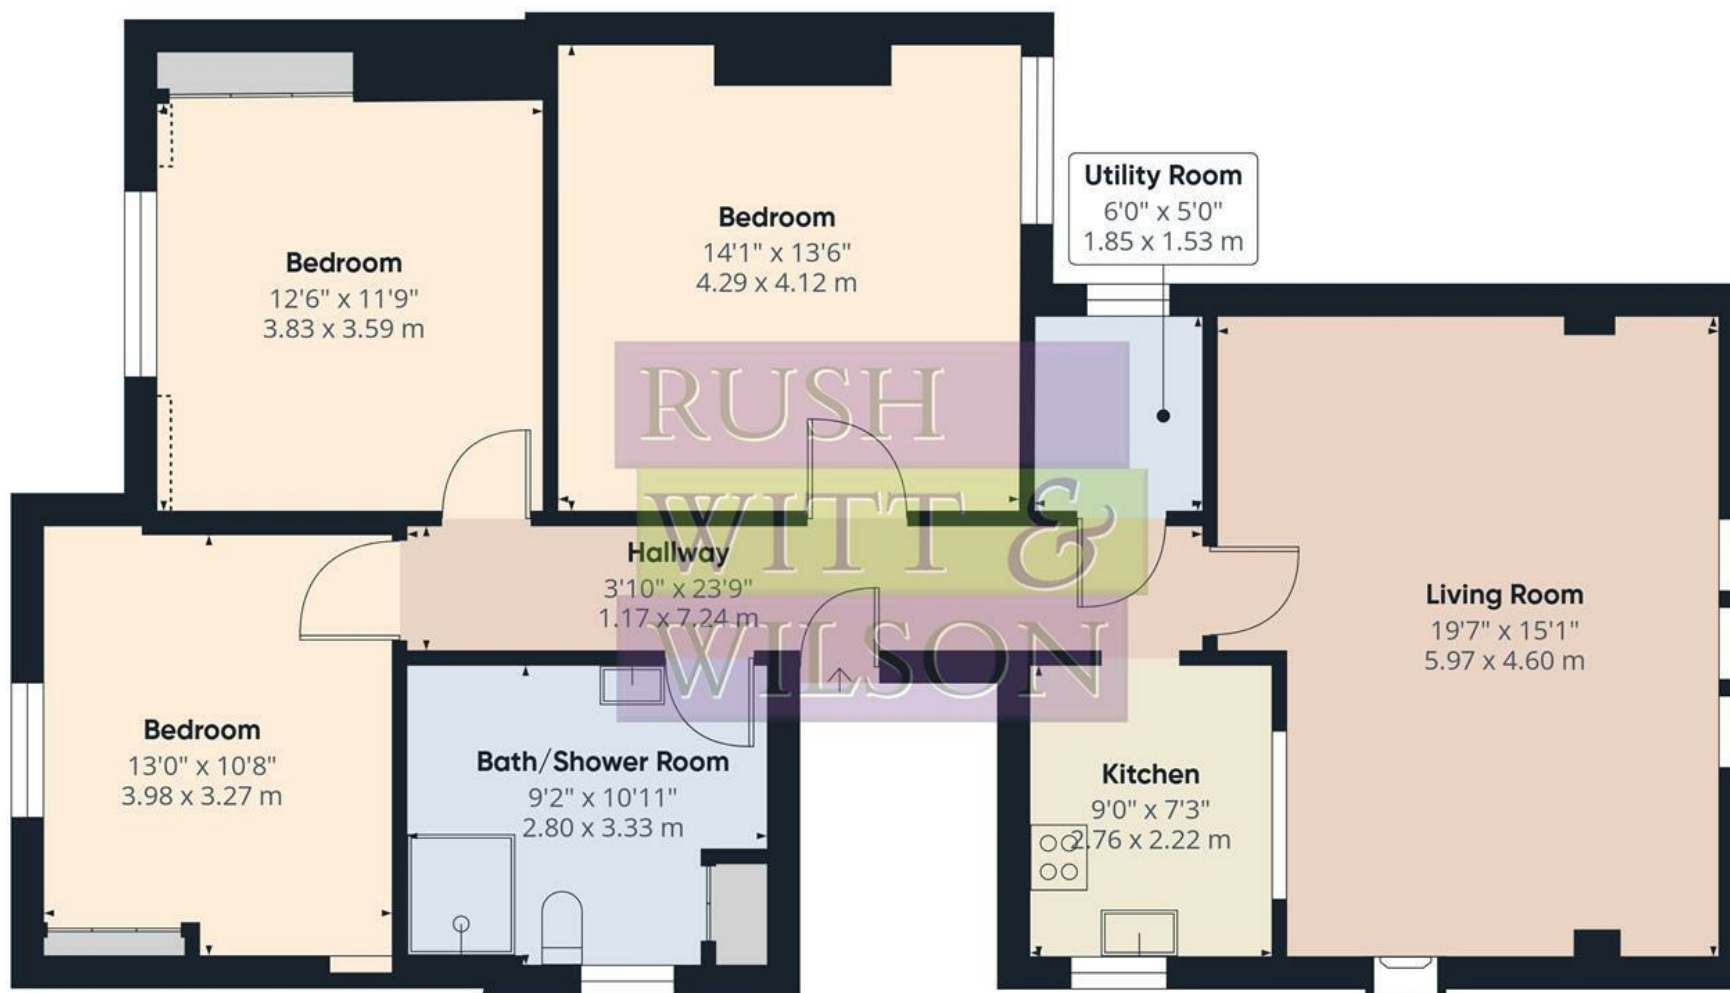 Bedroom
12'6" x 11'9"
3.83 x 3.59 m
Bedroom
14'1" x 13'6"
4.29 x 4.12 m
Utility Room
6'0" x 5'0"
1.85 x 1.53 m
RUSH
WITT &
WILSON
Hallway
3'10" x 23'9"
1.17 x 7.24 m
Living Room
19'7" x 15'1"
5.97 x 4.60 m
Bedroom
13'0" x 10'8"
3.98 x 3.27 m
Bath/Shower Room
9'2" x 10'11"
2.80 x 3.33 m
Kitchen
9'0" x 7'3"
2.76 x 2.22 m